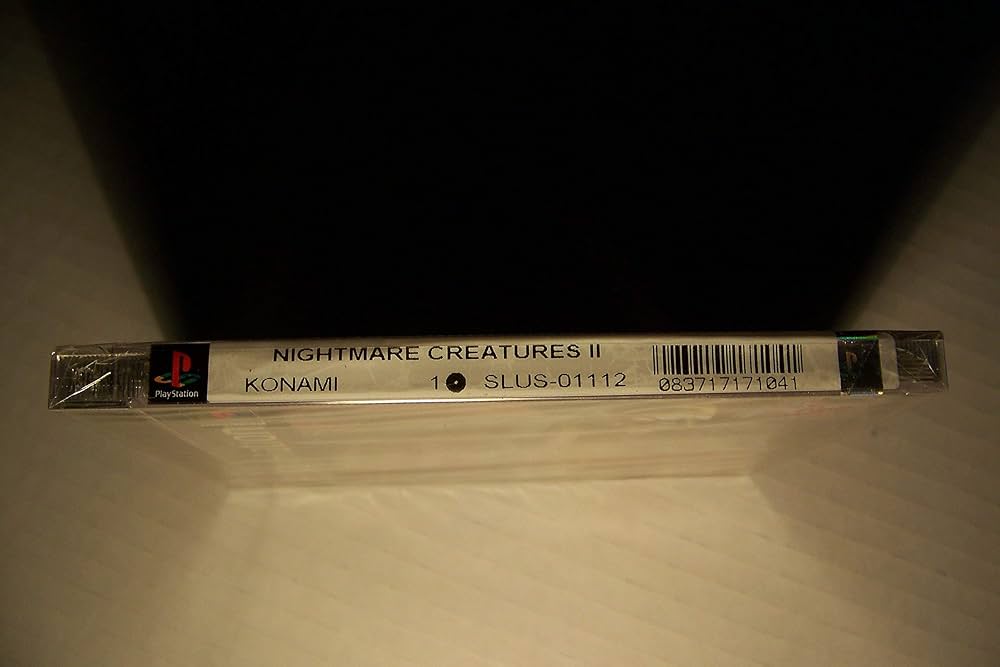 NIGHTMARE CREATURES II
KONAMI 1 SLUS-01112
083717171041
PlayStation